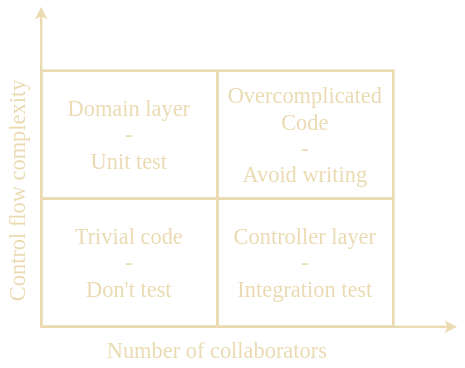 Control flow complexity
Domain layer
-
Unit test
Overcomplicated
Code
-
Avoid writing
Trivial code
-
Don't test
Controller layer
-
Integration test
Number of collaborators